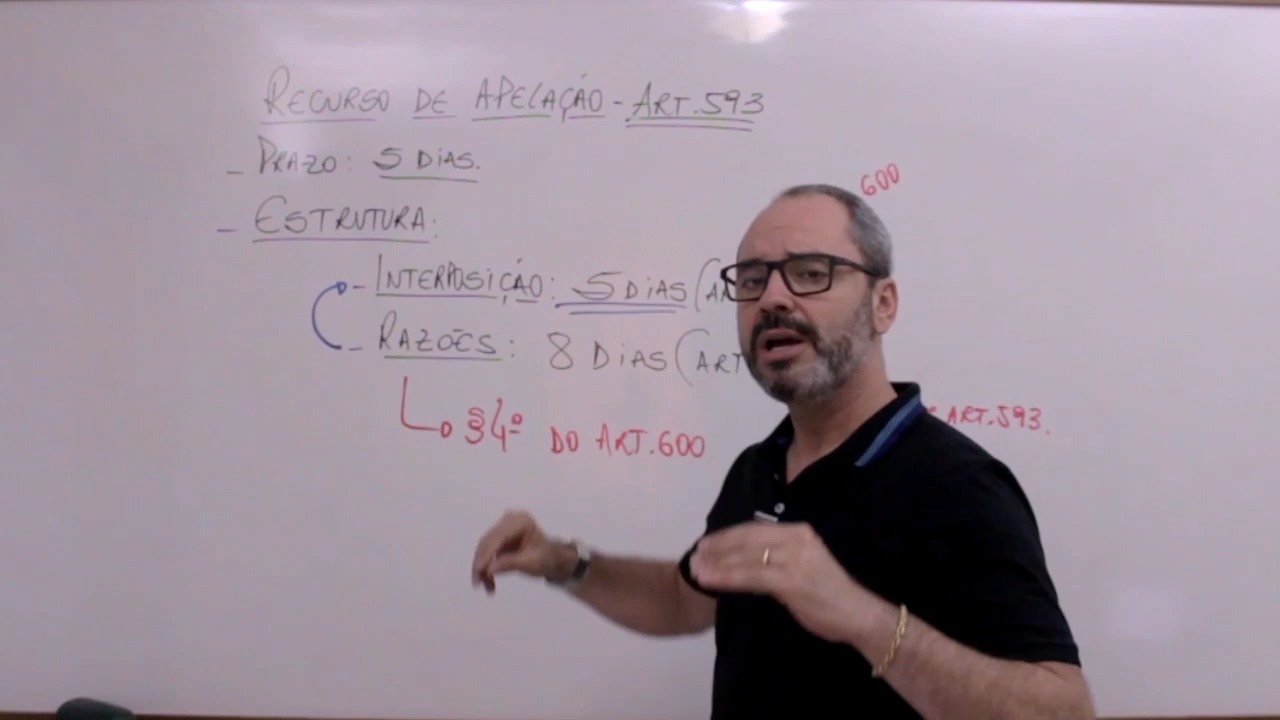 RECURSO DE APELAÇÃO - ART.593
- PRAZO: 5 DIAS.
600
- ESTRUTURA:
- INTERPOSIÇÃO: 5 DIAS (
- RAZÕES: 8 DIAS (ART
§4º DO ART.600
ART.593.